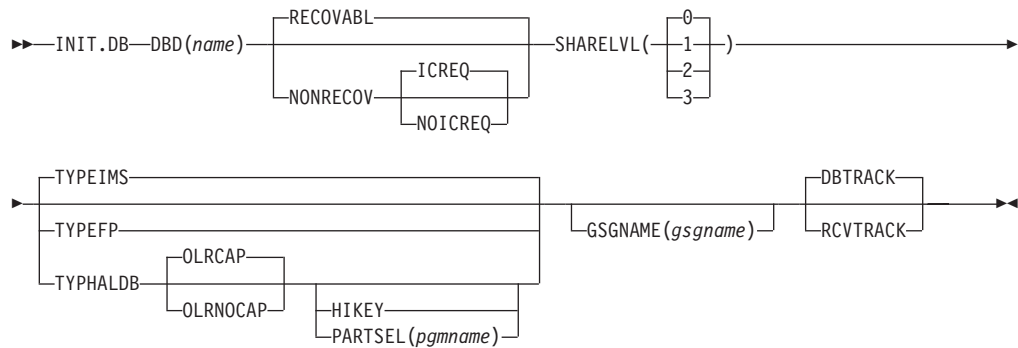 RECOVABL
INIT.DB DBD(name) SHARELVL( 0 )
1
ICREQ 2
NONRECOV 3
NOICREQ
TYPEIMS DBTRACK
TYPEFP GSGNAME(gsgname) RCVTRACK
OLRCAP
TYPHALDB
OLRNOCAP HIKEY
PARTSEL(pgmname)